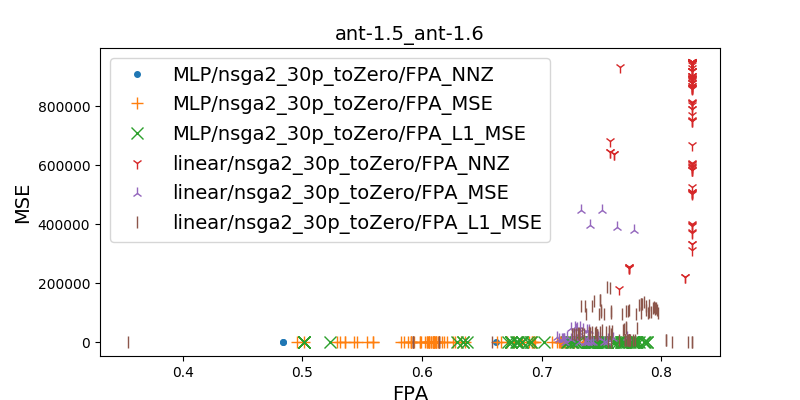 ant-1.5_ant-1.6
MLP/nsga2_30p_toZero/FPA_NNZ
MLP/nsga2_30p_toZero/FPA_MSE
MLP/nsga2_30p_toZero/FPA_L1_MSE
linear/nsga2_30p_toZero/FPA_NNZ
linear/nsga2_30p_toZero/FPA_MSE
linear/nsga2_30p_toZero/FPA_L1_MSE
MSE
800000
600000
400000
200000
0
0.4 0.5 0.6 0.7 0.8
FPA